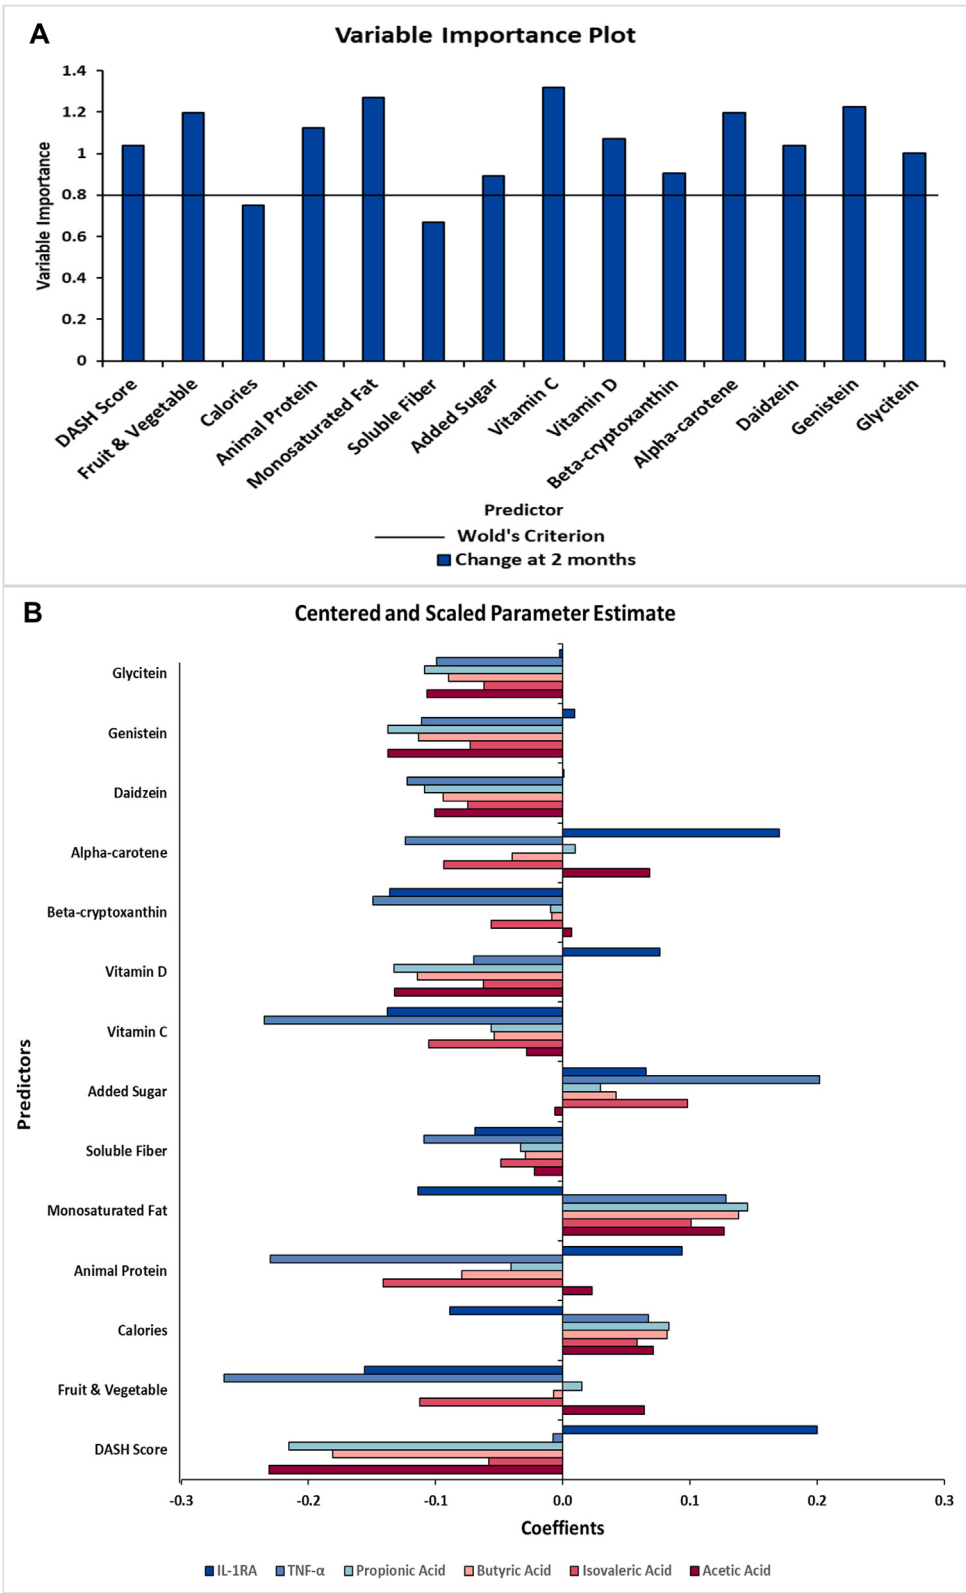 A
Variable Importance Plot
Variable Importance
1.4
1.2
1
0.8
0.6
0.4
0.2
0
DASH Score
Fruit & Vegetable
Calories
Animal Protein
Monosaturated Fat
Soluble Fiber
Added Sugar
Vitamin C
Vitamin D
Beta-cryptoxanthin
Alpha-carotene
Daidzein
Genistein
Glycitein
Predictor
Wold's Criterion
Change at 2 months
B
Centered and Scaled Parameter Estimate
Predictors
Glycitein
Genistein
Daidzein
Alpha-carotene
Beta-cryptoxanthin
Vitamin D
Vitamin C
Added Sugar
Soluble Fiber
Monosaturated Fat
Animal Protein
Calories
Fruit & Vegetable
DASH Score
-0.3 -0.2 -0.1 0.0 0.1 0.2 0.3
Coeffients
IL-1RA TNF-α Propionic Acid Butyric Acid Isovaleric Acid Acetic Acid